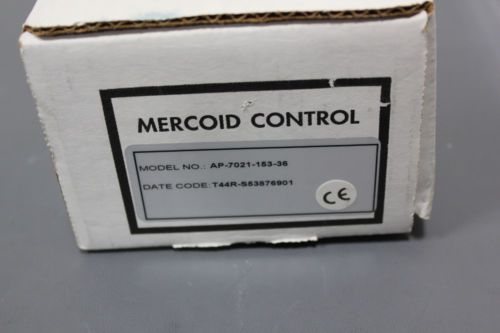 MERCOID CONTROL
MODEL NO.: AP-7021-153-36
DATE CODE: T44R-S53876901
CE